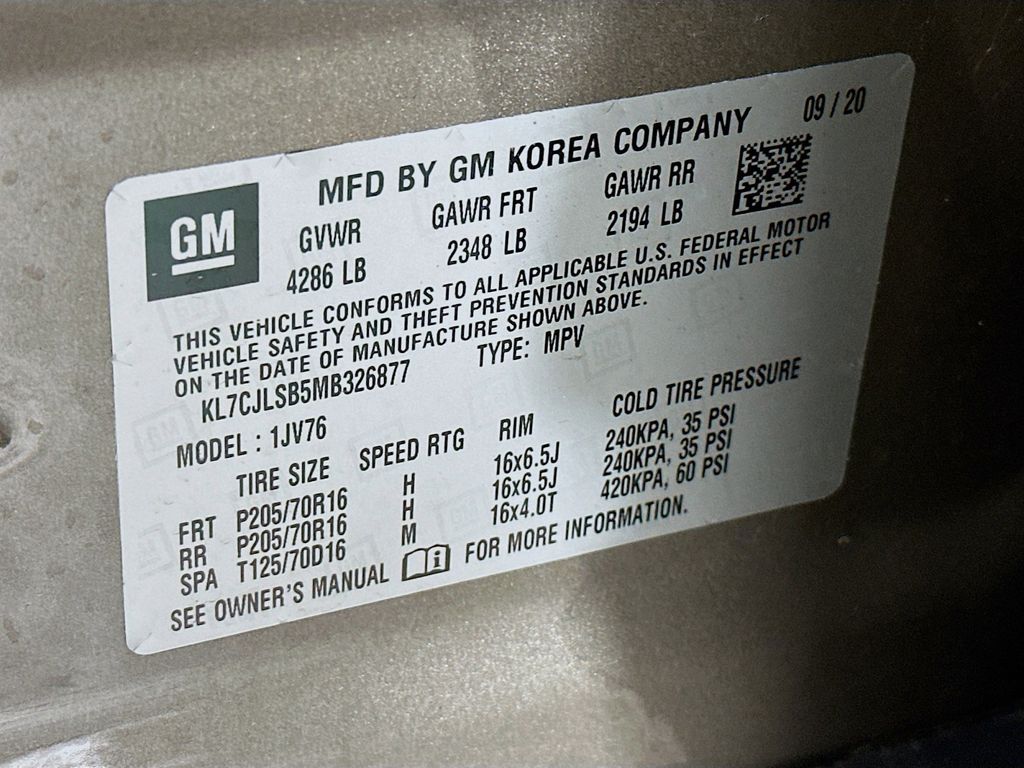 MFD BY GM KOREA COMPANY 09 / 20
GM
GVWR GAWR FRT GAWR RR
4286 LB 2348 LB 2194 LB
THIS VEHICLE CONFORMS TO ALL APPLICABLE U.S. FEDERAL MOTOR
VEHICLE SAFETY AND THEFT PREVENTION STANDARDS IN EFFECT
ON THE DATE OF MANUFACTURE SHOWN ABOVE.
KL7CJLSB5MB326877 TYPE: MPV
MODEL : 1JV76
TIRE SIZE SPEED RTG RIM COLD TIRE PRESSURE
FRT P205/70R16 H 16x6.5J 240KPA, 35 PSI
RR P205/70R16 H 16x6.5J 240KPA, 35 PSI
SPA T125/70D16 M 16x4.0T 420KPA, 60 PSI
SEE OWNER'S MANUAL FOR MORE INFORMATION.